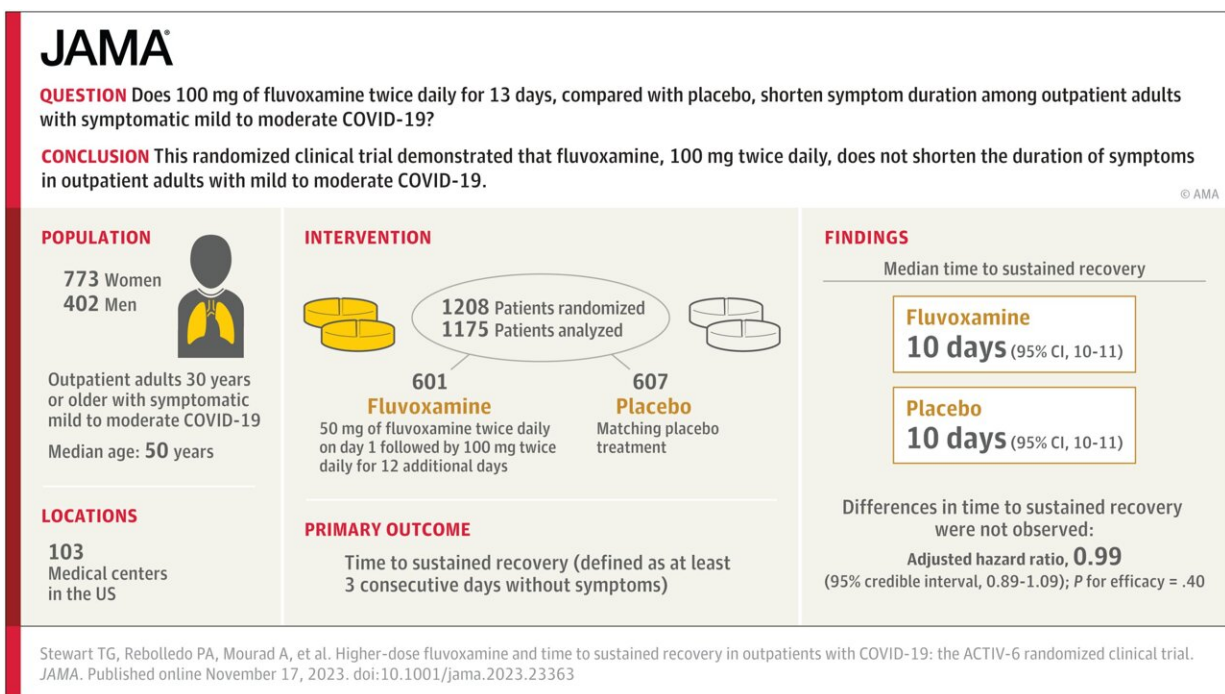 JAMA®
QUESTION Does 100 mg of fluvoxamine twice daily for 13 days, compared with placebo, shorten symptom duration among outpatient adults
with symptomatic mild to moderate COVID-19?
CONCLUSION This randomized clinical trial demonstrated that fluvoxamine, 100 mg twice daily, does not shorten the duration of symptoms
in outpatient adults with mild to moderate COVID-19.
© AMA
POPULATION
773 Women
402 Men
Outpatient adults 30 years
or older with symptomatic
mild to moderate COVID-19
Median age: 50 years
LOCATIONS
103
Medical centers
in the US
INTERVENTION
1208 Patients randomized
1175 Patients analyzed
601
Fluvoxamine
50 mg of fluvoxamine twice daily
on day 1 followed by 100 mg twice
daily for 12 additional days
607
Placebo
Matching placebo
treatment
PRIMARY OUTCOME
Time to sustained recovery (defined as at least
3 consecutive days without symptoms)
FINDINGS
Median time to sustained recovery
Fluvoxamine
10 days (95% CI, 10-11)
Placebo
10 days (95% CI, 10-11)
Differences in time to sustained recovery
were not observed:
Adjusted hazard ratio, 0.99
(95% credible interval, 0.89-1.09); P for efficacy = .40
Stewart TG, Rebolledo PA, Mourad A, et al. Higher-dose fluvoxamine and time to sustained recovery in outpatients with COVID-19: the ACTIV-6 randomized clinical trial.
JAMA. Published online November 17, 2023. doi:10.1001/jama.2023.23363